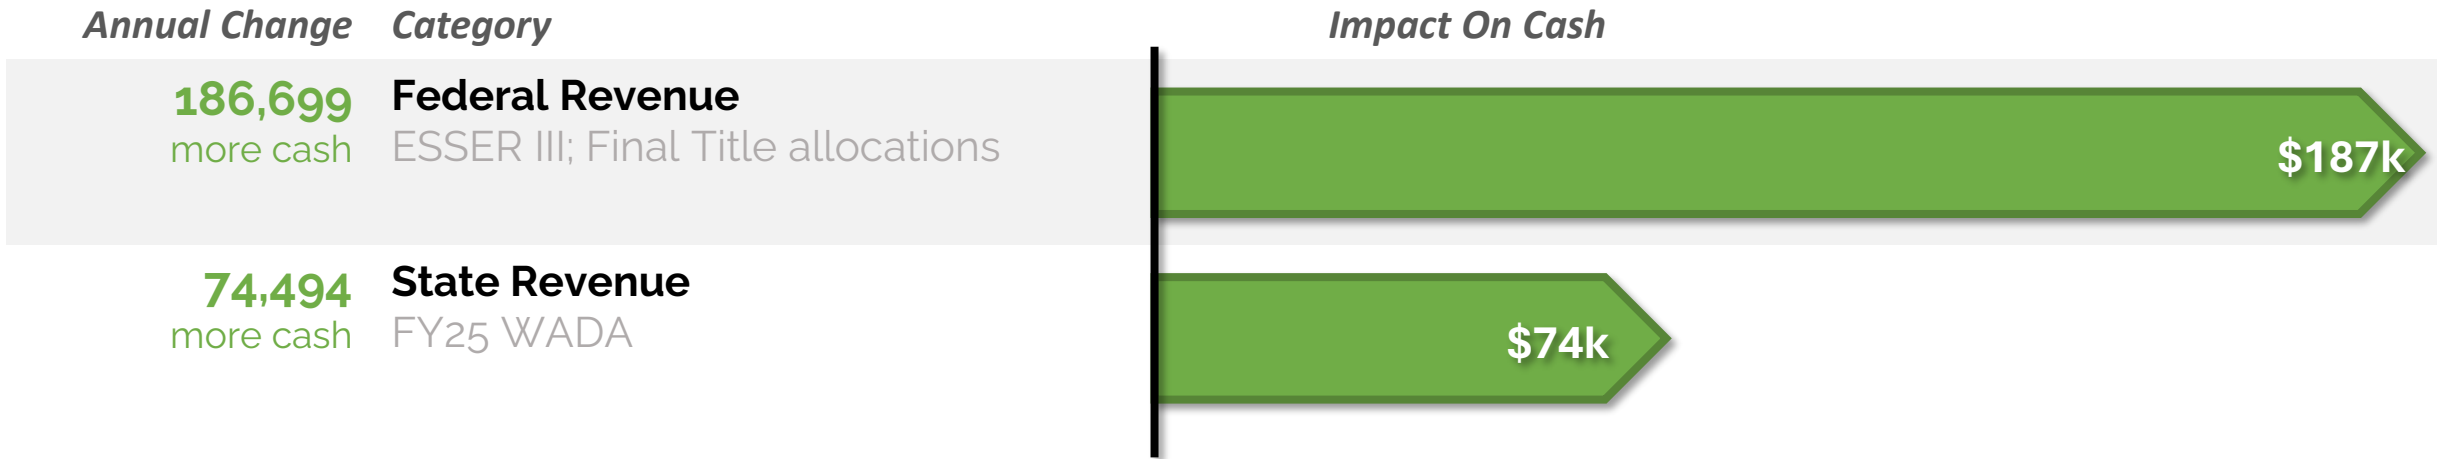 Annual Change Category Impact On Cash
186,699 Federal Revenue
more cash ESSER III; Final Title allocations
$187k
74,494 State Revenue
more cash FY25 WADA
$74k